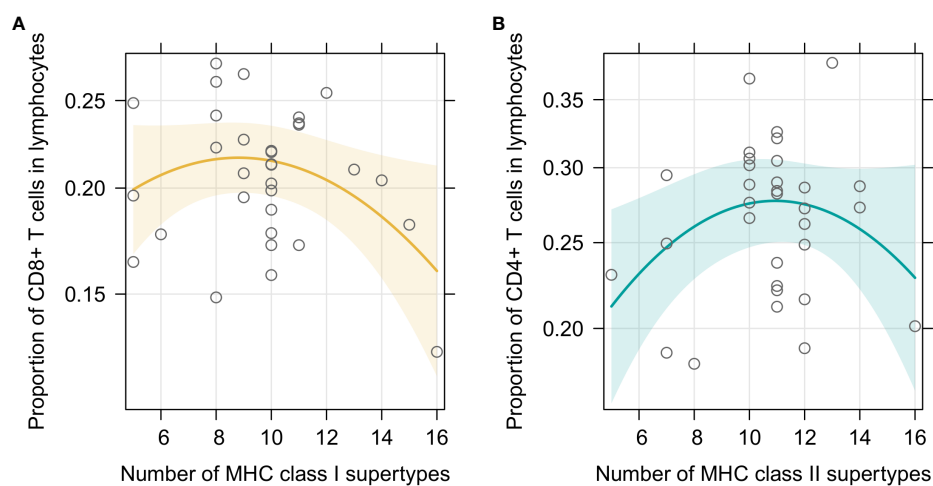 A
Proportion of CD8+ T cells in lymphocytes
0.25
0.20
0.15
6 8 10 12 14 16
Number of MHC class I supertypes
B
Proportion of CD4+ T cells in lymphocytes
0.35
0.30
0.25
0.20
6 8 10 12 14 16
Number of MHC class II supertypes